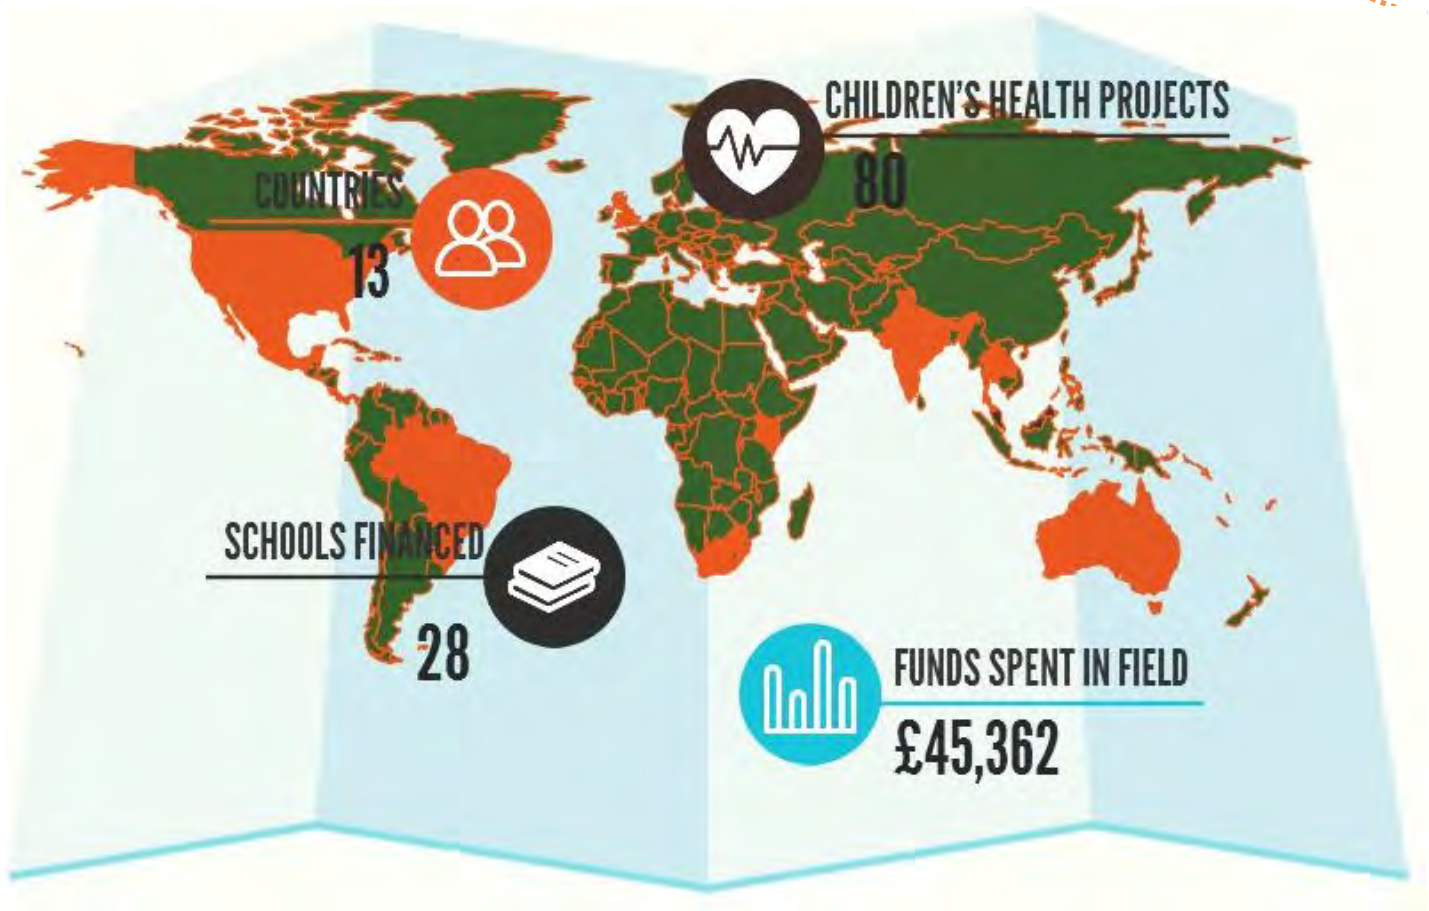 CHILDREN'S HEALTH PROJECTS
80
COUNTRIES
13
SCHOOLS FINANCED
28
FUNDS SPENT IN FIELD
£45,362